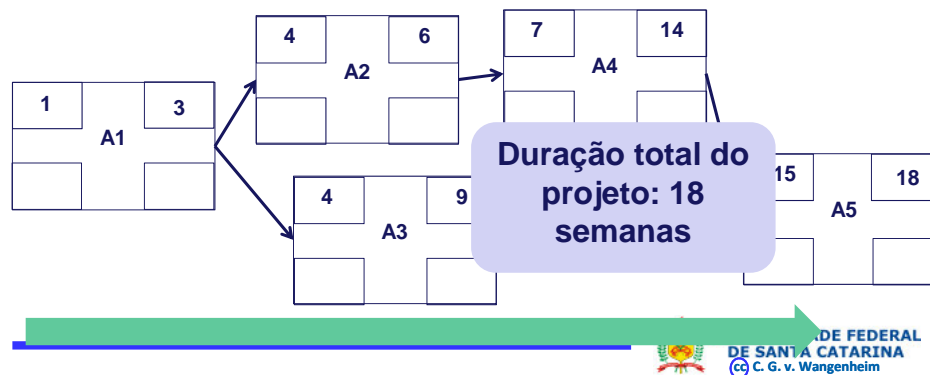 4 6
A2
7 14
A4
1 3
A1
4 9
A3
Duração total do
projeto: 18
semanas
15 18
A5
DE FEDERAL
DE SANTA CATARINA
cc C. G. v. Wangenheim